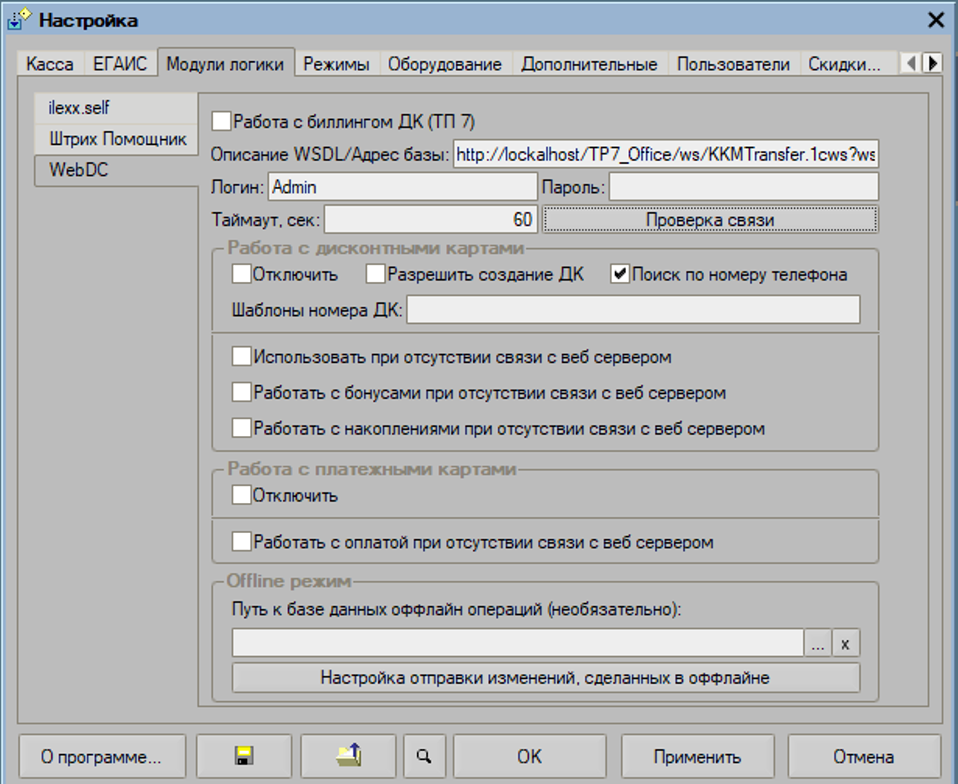 Настройка
Касса ЕГАИС Модули логики Режимы Оборудование Дополнительные Пользователи Скидки...
ilexx.self
Штрих Помощник
WebDC
Работа с биллингом ДК (ТП 7)
Описание WSDL/Адрес базы: http://lockalhost/TP7_Office/ws/KKMTransfer.1cws?ws
Логин: Admin Пароль:
Таймаут, сек: 60 Проверка связи
Работа с дисконтными картами
Отключить Разрешить создание ДК Поиск по номеру телефона
Шаблоны номера ДК:
Использовать при отсутствии связи с веб сервером
Работать с бонусами при отсутствии связи с веб сервером
Работать с накоплениями при отсутствии связи с веб сервером
Работа с платежными картами
Отключить
Работать с оплатой при отсутствии связи с веб сервером
Offline режим
Путь к базе данных оффлайн операций (необязательно):
... x
Настройка отправки изменений, сделанных в оффлайне
О программе... OK Применить Отмена